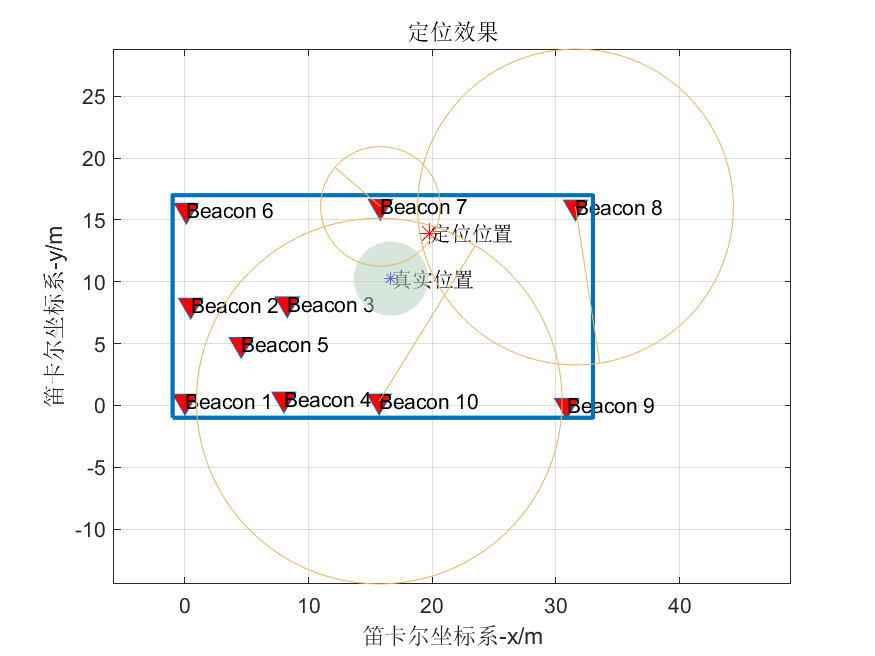 定位效果
25
20
15
10
5
0
-5
-10
Beacon 6
Beacon 7
Beacon 8
定位位置
真实位置
Beacon 2
Beacon 3
Beacon 5
Beacon 1
Beacon 4
Beacon 10
Beacon 9
0
10
20
30
40
笛卡尔坐标系-x/m
笛卡尔坐标系-y/m